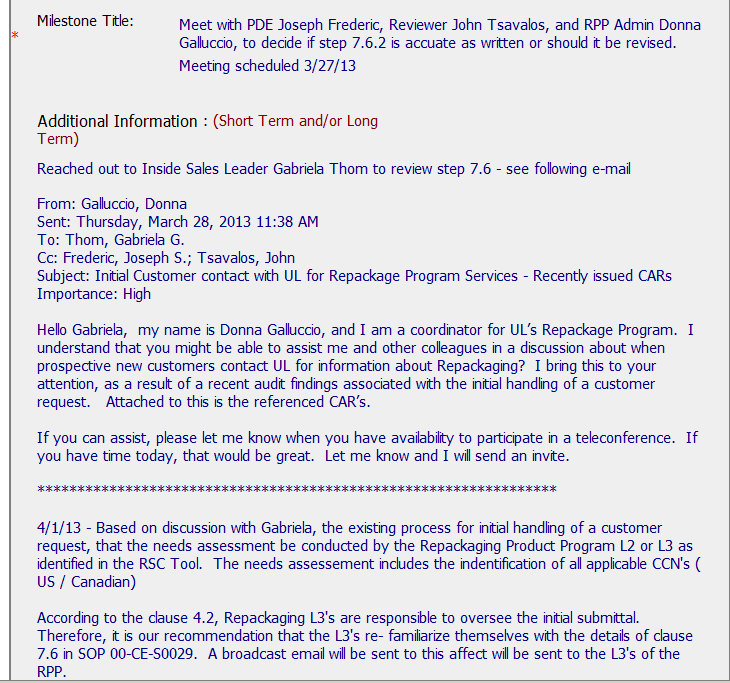 Milestone Title:
Meet with PDE Joseph Frederic, Reviewer John Tsavalos, and RPP Admin Donna
Galluccio, to decide if step 7.6.2 is accuate as written or should it be revised.
*
Meeting scheduled 3/27/13
Additional Information : (Short Term and/or Long
Term)
Reached out to Inside Sales Leader Gabriela Thom to review step 7.6 - see following e-mail
From: Galluccio, Donna
Sent: Thursday, March 28, 2013 11:38 AM
To: Thom, Gabriela G.
Cc: Frederic, Joseph S.; Tsavalos, John
Subject: Initial Customer contact with UL for Repackage Program Services - Recently issued CARs
Importance: High
Hello Gabriela,  my name is Donna Galluccio, and I am a coordinator for UL’s Repackage Program.  I
understand that you might be able to assist me and other colleagues in a discussion about when
prospective new customers contact UL for information about Repackaging?  I bring this to your
attention, as a result of a recent audit findings associated with the initial handling of a customer
request.   Attached to this is the referenced CAR’s.
If you can assist, please let me know when you have availability to participate in a teleconference.  If
you have time today, that would be great.  Let me know and I will send an invite.
*****************************************************************
4/1/13 - Based on discussion with Gabriela, the existing process for initial handling of a customer
request, that the needs assessment be conducted by the Repackaging Product Program L2 or L3 as
identified in the RSC Tool.  The needs assessement includes the indentification of all applicable CCN's (
US / Canadian)
According to the clause 4.2, Repackaging L3's are responsible to oversee the initial submittal.
Therefore, it is our recommendation that the L3's re- familiarize themselves with the details of clause
7.6 in SOP 00-CE-S0029.  A broadcast email will be sent to this affect will be sent to the L3's of the
RPP.